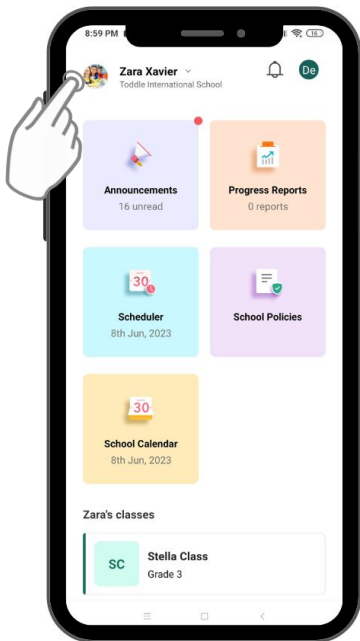 8:59 PM
16
Zara Xavier
Toddle International School
De
Announcements
16 unread
Progress Reports
0 reports
30
Scheduler
8th Jun, 2023
School Policies
30
School Calendar
8th Jun, 2023
Zara's classes
SC
Stella Class
Grade 3